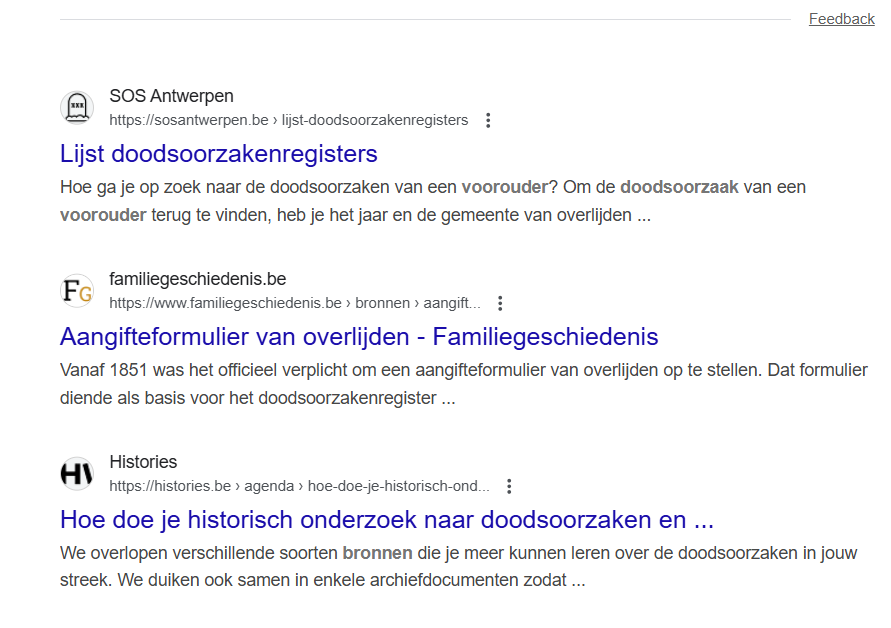 Feedback
SOS Antwerpen
https://sosantwerpen.be › lijst-doodsoorzakenregisters
Lijst doodsoorzakenregisters
Hoe ga je op zoek naar de doodsoorzaken van een voorouder? Om de doodsoorzaak van een
voorouder terug te vinden, heb je het jaar en de gemeente van overlijden ...
FG
familiegeschiedenis.be
https://www.familiegeschiedenis.be › bronnen › aangift...
Aangifteformulier van overlijden - Familiegeschiedenis
Vanaf 1851 was het officieel verplicht om een aangifteformulier van overlijden op te stellen. Dat formulier
diende als basis voor het doodsoorzakenregister ...
Histories
https://histories.be › agenda › hoe-doe-je-historisch-ond...
Hoe doe je historisch onderzoek naar doodsoorzaken en ...
We overlopen verschillende soorten bronnen die je meer kunnen leren over de doodsoorzaken in jouw
streek. We duiken ook samen in enkele archiefdocumenten zodat ...